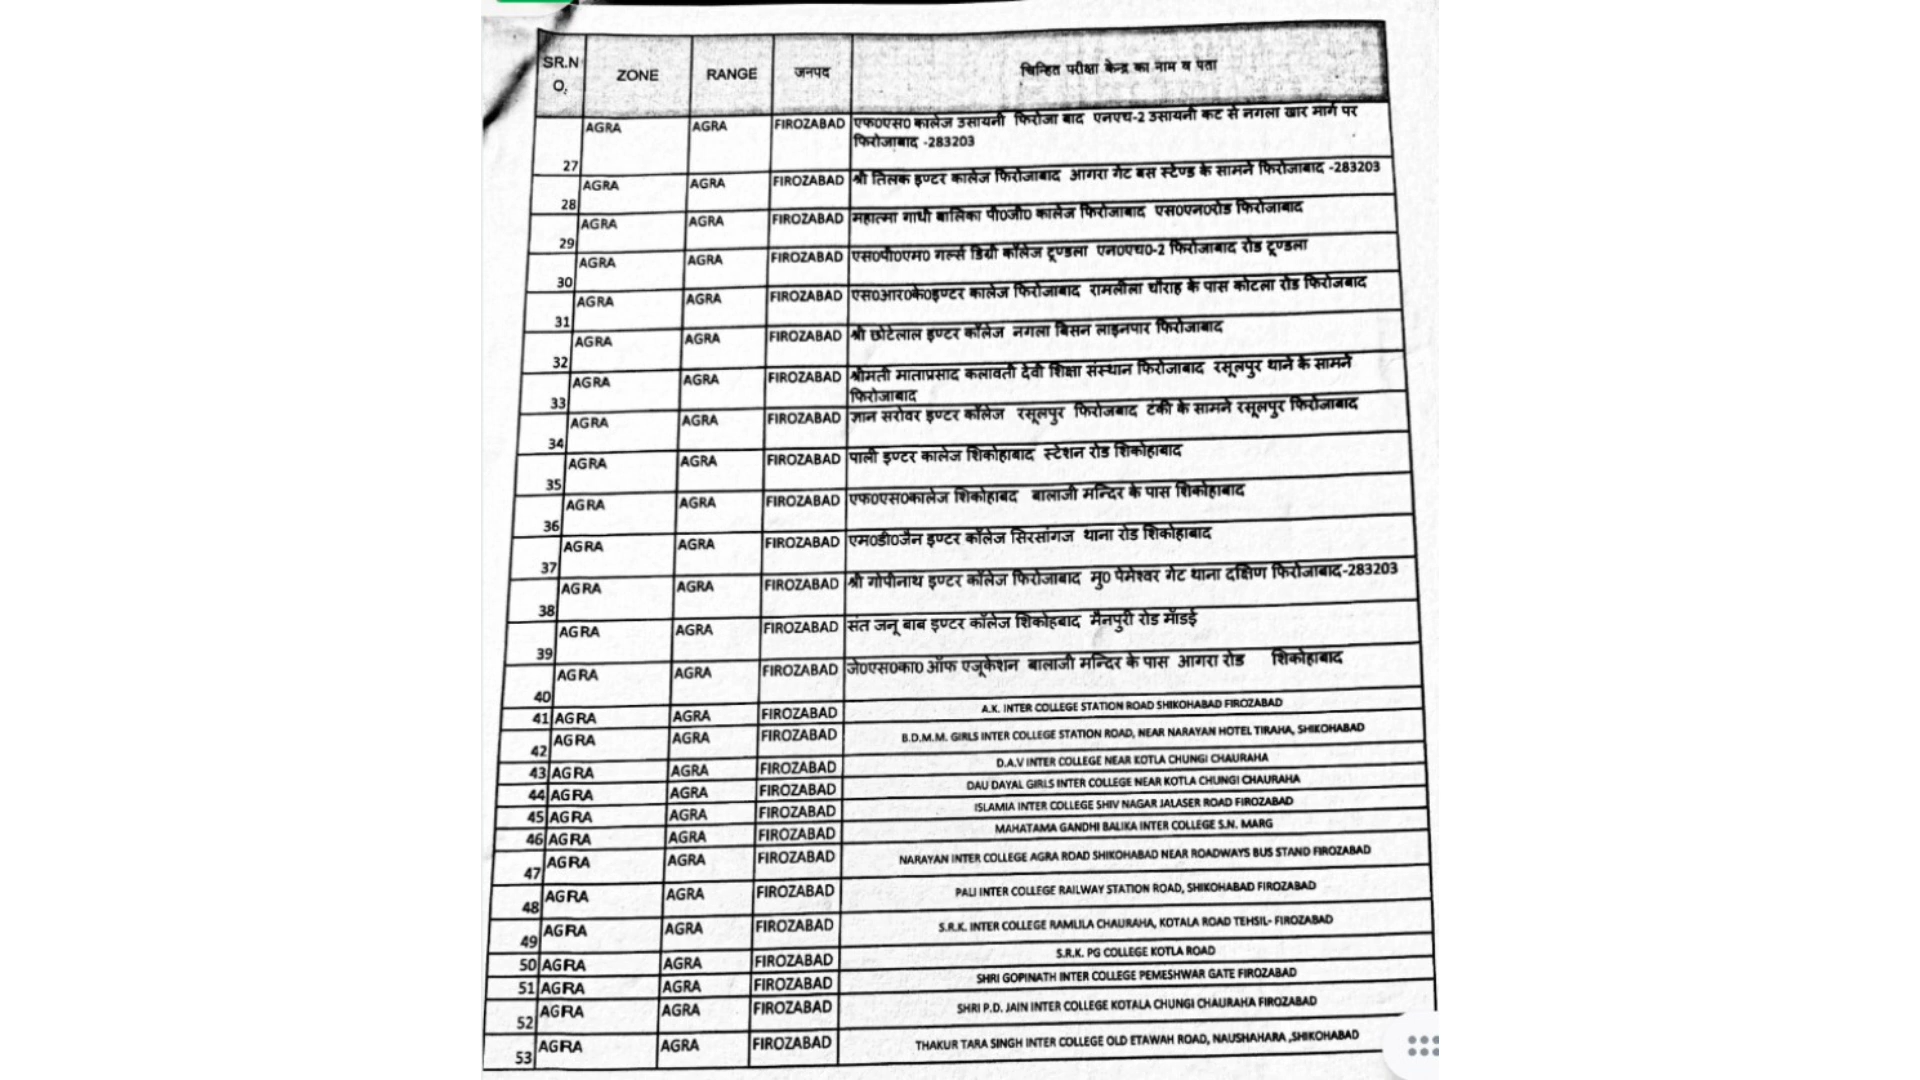 SR.N
O.
ZONE
RANGE
जनपद
चिन्हित परीक्षा केन्द्र का नाम व पता
27 AGRA AGRA FIROZABAD एफ0एस0 कालेज उसायनी फिरोजा बाद एनएच-2 उसायनी कट से नगला खार मार्ग पर
फिरोजाबाद -283203
28 AGRA AGRA FIROZABAD श्री तिलक इण्टर कालेज फिरोजाबाद आगरा गेट बस स्टेण्ड के सामने फिरोजाबाद -283203
29 AGRA AGRA FIROZABAD महात्मा गाधी बालिका पी0जी0 कालेज फिरोजाबाद एस0एन0रोड फिरोजाबाद
30 AGRA AGRA FIROZABAD एस0पी0एम0 गर्ल्स डिग्री कॉलेज टूण्डला एन0एच0-2 फिरोजाबाद रोड टूण्डला
31 AGRA AGRA FIROZABAD एस0आर0के0इण्टर कालेज फिरोजाबाद रामलीला चौराह के पास कोटला रोड फिरोजबाद
32 AGRA AGRA FIROZABAD श्री छोटेलाल इण्टर कॉलेज नगला बिसन लाइनपार फिरोजाबाद
33 AGRA AGRA FIROZABAD श्रीमती माताप्रसाद कलावती देवी शिक्षा संस्थान फिरोजाबाद रसूलपुर थाने के सामने
फिरोजाबाद
34 AGRA AGRA FIROZABAD ज्ञान सरोवर इण्टर कॉलेज रसूलपुर फिरोजबाद टंकी के सामने रसूलपुर फिरोजाबाद
35 AGRA AGRA FIROZABAD पाली इण्टर कालेज शिकोहाबाद स्टेशन रोड शिकोहाबाद
36 AGRA AGRA FIROZABAD एफ0एस0कालेज शिकोहाबद बालाजी मन्दिर के पास शिकोहाबाद
37 AGRA AGRA FIROZABAD एम0डी0जैन इण्टर कॉलेज सिरसांगज थाना रोड शिकोहाबाद
38 AGRA AGRA FIROZABAD श्री गोपीनाथ इण्टर कॉलेज फिरोजाबाद मु0 पेमेश्वर गेट थाना दक्षिण फिरोजाबाद-283203
39 AGRA AGRA FIROZABAD संत जनू बाब इण्टर कॉलेज शिकोहबाद मैनपुरी रोड मॉडई
40 AGRA AGRA FIROZABAD जे0एस0का0 ऑफ एजूकेशन बालाजी मन्दिर के पास आगरा रोड शिकोहाबाद
41 AGRA AGRA FIROZABAD A.K. INTER COLLEGE STATION ROAD SHIKOHABAD FIROZABAD
42 AGRA AGRA FIROZABAD B.D.M.M. GIRLS INTER COLLEGE STATION ROAD, NEAR NARAYAN HOTEL TIRAHA, SHIKOHABAD
43 AGRA AGRA FIROZABAD D.A.V INTER COLLEGE NEAR KOTLA CHUNGI CHAURAHA
44 AGRA AGRA FIROZABAD DAU DAYAL GIRLS INTER COLLEGE NEAR KOTLA CHUNGI CHAURAHA
45 AGRA AGRA FIROZABAD ISLAMIA INTER COLLEGE SHIV NAGAR JALASER ROAD FIROZABAD
46 AGRA AGRA FIROZABAD MAHATAMA GANDHI BALIKA INTER COLLEGE S.N. MARG
47 AGRA AGRA FIROZABAD NARAYAN INTER COLLEGE AGRA ROAD SHIKOHABAD NEAR ROADWAYS BUS STAND FIROZABAD
48 AGRA AGRA FIROZABAD PALI INTER COLLEGE RAILWAY STATION ROAD, SHIKOHABAD FIROZABAD
49 AGRA AGRA FIROZABAD S.R.K. INTER COLLEGE RAMLILA CHAURAHA, KOTALA ROAD TEHSIL- FIROZABAD
50 AGRA AGRA FIROZABAD S.R.K. PG COLLEGE KOTLA ROAD
51 AGRA AGRA FIROZABAD SHRI GOPINATH INTER COLLEGE PEMESHWAR GATE FIROZABAD
52 AGRA AGRA FIROZABAD SHRI P.D. JAIN INTER COLLEGE KOTALA CHUNGI CHAURAHA FIROZABAD
53 AGRA AGRA FIROZABAD THAKUR TARA SINGH INTER COLLEGE OLD ETAWAH ROAD, NAUSHAHARA ,SHIKOHABAD